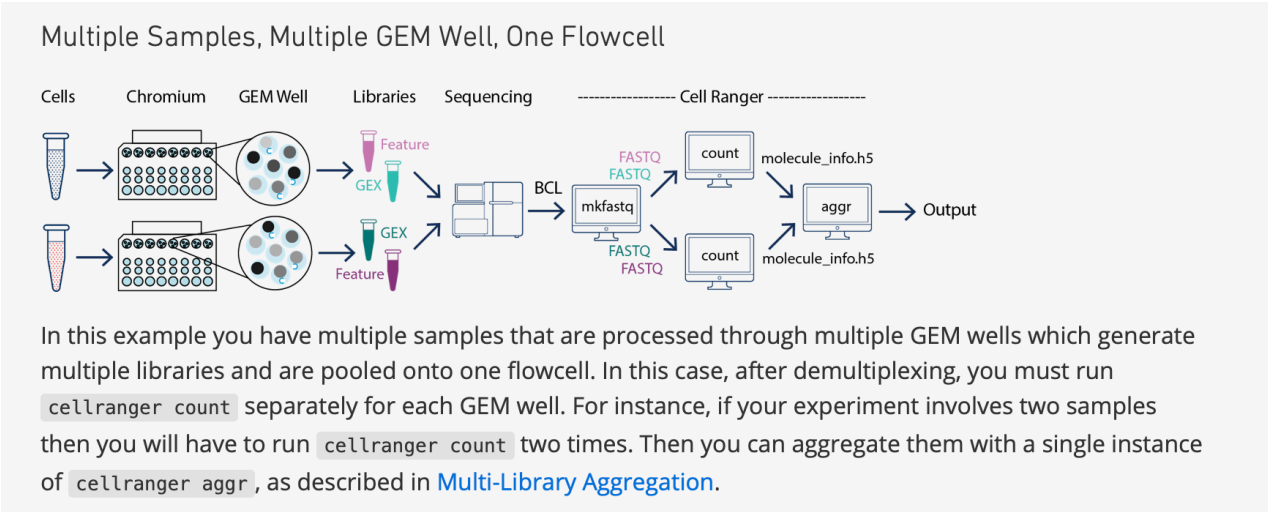 Multiple Samples, Multiple GEM Well, One Flowcell
Cells Chromium GEM Well Libraries Sequencing ----------------- Cell Ranger -----------------
Feature
GEX
GEX
Feature
BCL
mkfastq
FASTQ
FASTQ
FASTQ
FASTQ
count
count
molecule_info.h5
molecule_info.h5
aggr
Output
In this example you have multiple samples that are processed through multiple GEM wells which generate
multiple libraries and are pooled onto one flowcell. In this case, after demultiplexing, you must run
cellranger count separately for each GEM well. For instance, if your experiment involves two samples
then you will have to run cellranger count two times. Then you can aggregate them with a single instance
of cellranger aggr, as described in Multi-Library Aggregation.